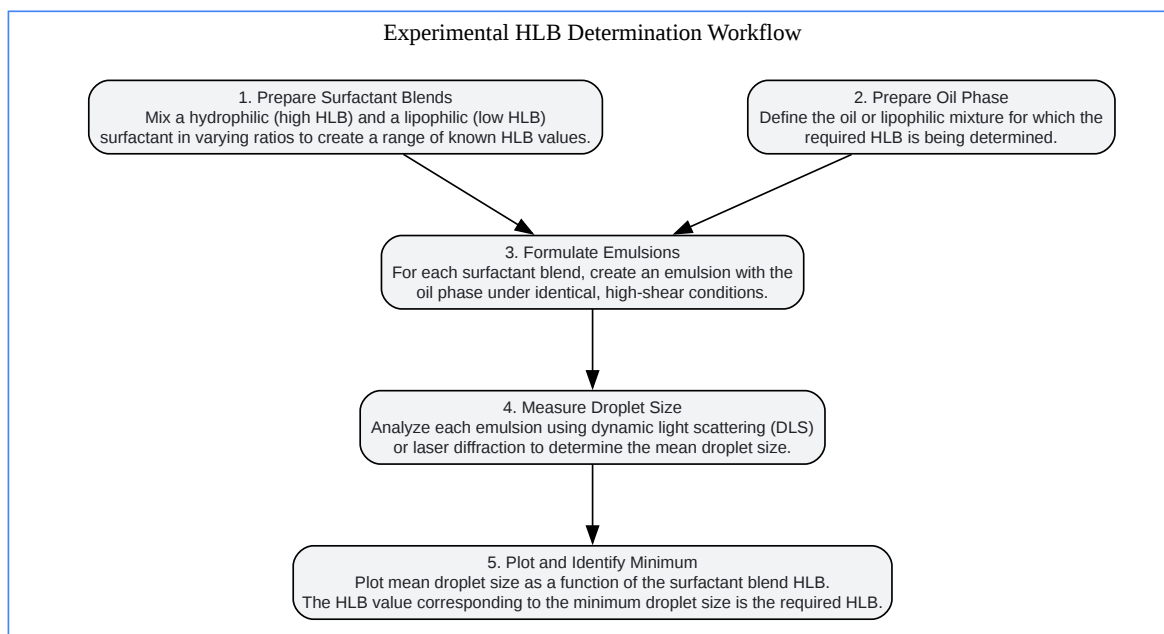 Experimental HLB Determination Workflow
1. Prepare Surfactant Blends
Mix a hydrophilic (high HLB) and a lipophilic (low HLB)
surfactant in varying ratios to create a range of known HLB values.
2. Prepare Oil Phase
Define the oil or lipophilic mixture for which the
required HLB is being determined.
3. Formulate Emulsions
For each surfactant blend, create an emulsion with the
oil phase under identical, high-shear conditions.
4. Measure Droplet Size
Analyze each emulsion using dynamic light scattering (DLS)
or laser diffraction to determine the mean droplet size.
5. Plot and Identify Minimum
Plot mean droplet size as a function of the surfactant blend HLB.
The HLB value corresponding to the minimum droplet size is the required HLB.